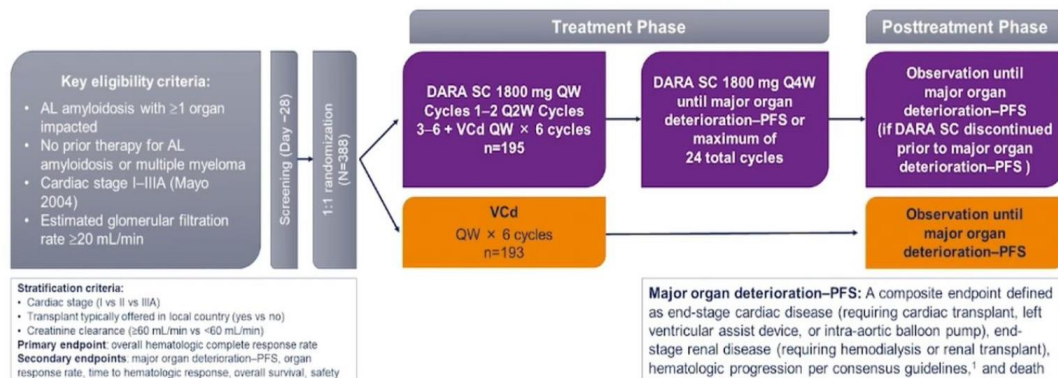 Treatment Phase
Posttreatment Phase
Key eligibility criteria:
• AL amyloidosis with ≥1 organ
impacted
• No prior therapy for AL
amyloidosis or multiple myeloma
• Cardiac stage I–IIIA (Mayo
2004)
• Estimated glomerular filtration
rate ≥20 mL/min
Screening (Day −28)
1:1 randomization
(N=388)
DARA SC 1800 mg QW
Cycles 1–2 Q2W Cycles
3–6 + VCd QW × 6 cycles
n=195
DARA SC 1800 mg Q4W
until major organ
deterioration-PFS or
maximum of
24 total cycles
Observation until
major organ
deterioration-PFS
(if DARA SC discontinued
prior to major organ
deterioration-PFS )
VCd
QW × 6 cycles
n=193
Observation until
major organ
deterioration-PFS
Stratification criteria:
• Cardiac stage (I vs II vs IIIA)
• Transplant typically offered in local country (yes vs no)
• Creatinine clearance (≥60 mL/min vs <60 mL/min)
Primary endpoint: overall hematologic complete response rate
Secondary endpoints: major organ deterioration–PFS, organ
response rate, time to hematologic response, overall survival, safety
Major organ deterioration–PFS: A composite endpoint defined
as end-stage cardiac disease (requiring cardiac transplant, left
ventricular assist device, or intra-aortic balloon pump), end-
stage renal disease (requiring hemodialysis or renal transplant),
hematologic progression per consensus guidelines,¹ and death